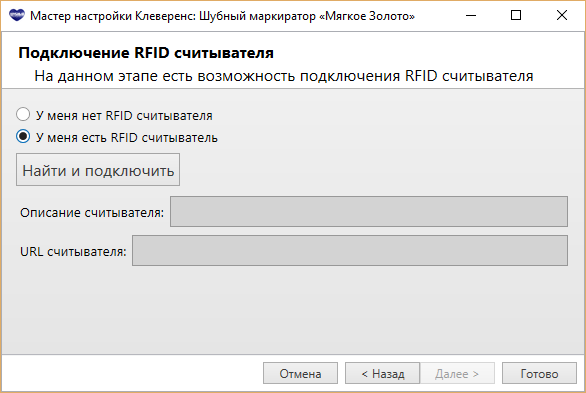 Мастер настройки Клеверенс: Шубный маркиратор «Мягкое Золото»
Подключение RFID считывателя
На данном этапе есть возможность подключения RFID считывателя
У меня нет RFID считывателя
У меня есть RFID считыватель
Найти и подключить
Описание считывателя:
URL считывателя:
Отмена
< Назад
Далее >
Готово